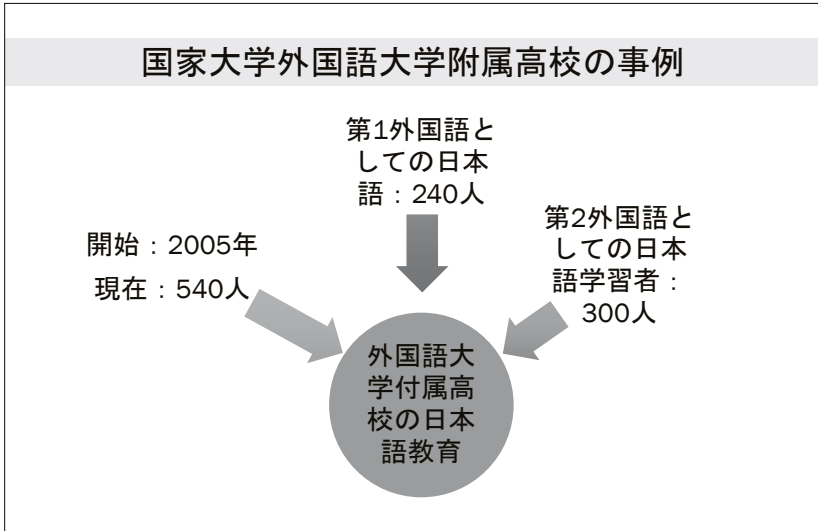 国家大学外国語大学附属高校の事例
第1外国語と
しての日本
語：240人
開始：2005年
現在：540人
第2外国語と
しての日本
語学習者：
300人
外国語大
学付属高
校の日本
語教育